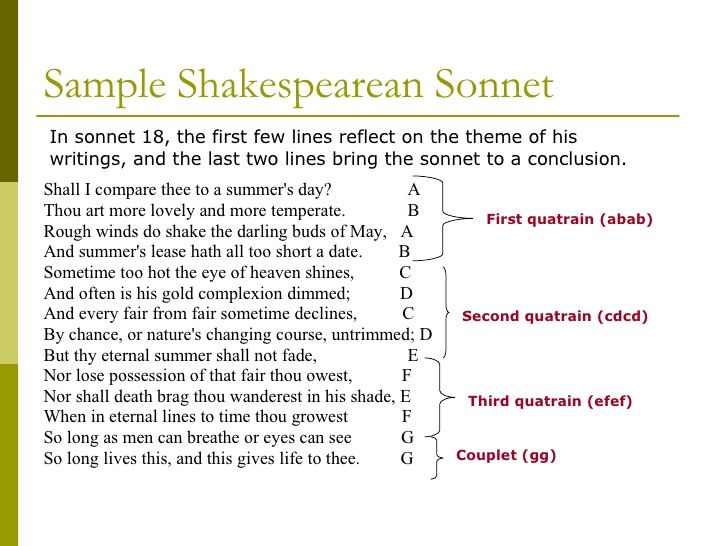 Sample Shakespearean Sonnet
In sonnet 18, the first few lines reflect on the theme of his
writings, and the last two lines bring the sonnet to a conclusion.
Shall I compare thee to a summer's day? A
Thou art more lovely and more temperate. B
Rough winds do shake the darling buds of May, A
And summer's lease hath all too short a date. B
First quatrain (abab)
Sometime too hot the eye of heaven shines, C
And often is his gold complexion dimmed; D
And every fair from fair sometime declines, C
By chance, or nature's changing course, untrimmed; D
Second quatrain (cdcd)
But thy eternal summer shall not fade, E
Nor lose possession of that fair thou owest, F
Nor shall death brag thou wanderest in his shade, E
When in eternal lines to time thou growest F
Third quatrain (efef)
So long as men can breathe or eyes can see G
So long lives this, and this gives life to thee. G
Couplet (gg)